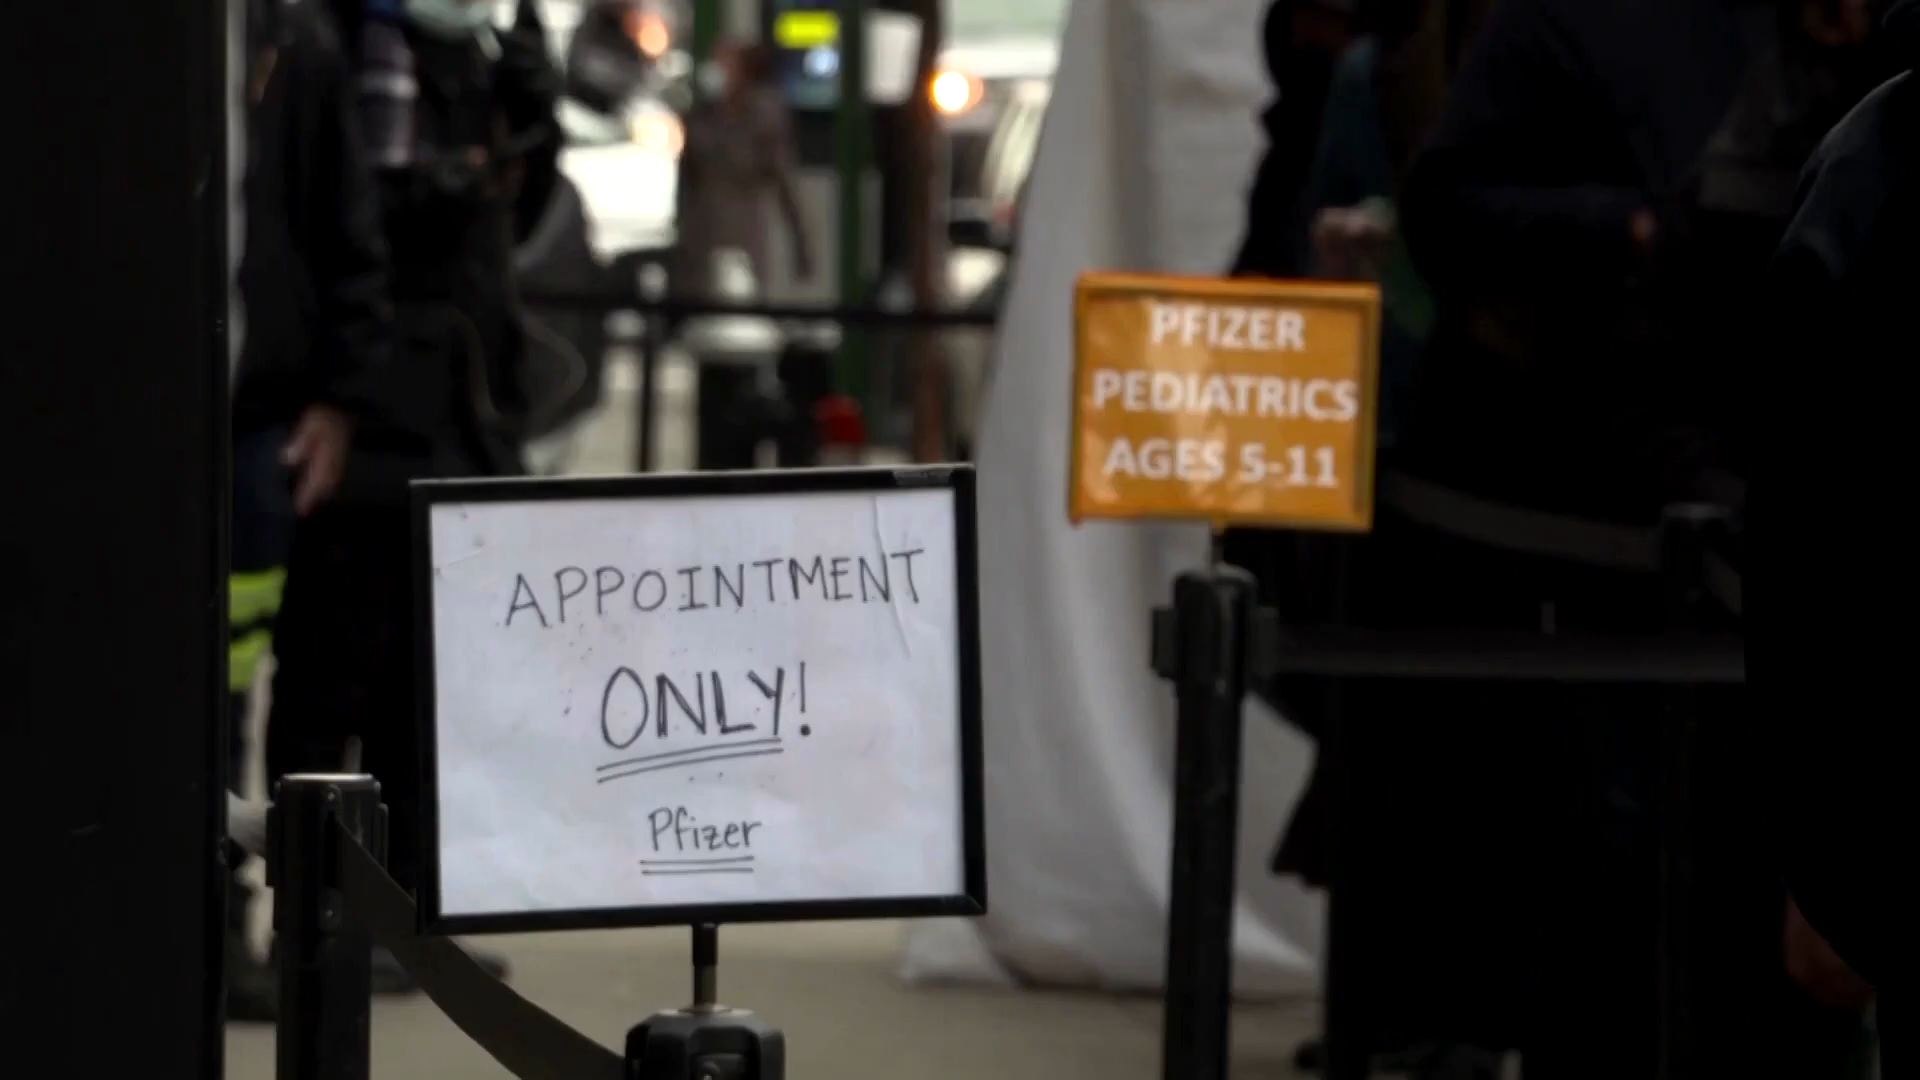 APPOINTMENT
ONLY!
Pfizer
PFIZER
PEDIATRICS
AGES 5-11